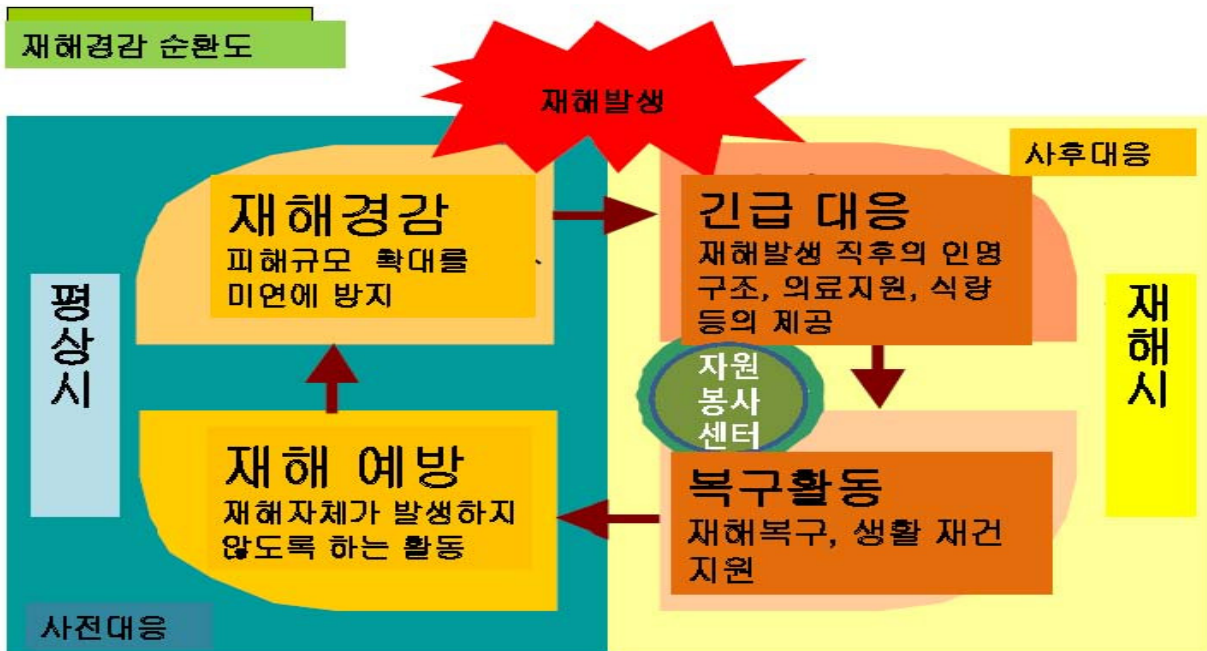 재해경감 순환도
재해발생
사후대응
재해경감
피해규모 확대를
미연에 방지
긴급 대응
재해발생 직후의 인명
구조, 의료지원, 식량
등의 제공
평상시
재해시
자원
봉사
센터
재해 예방
재해자체가 발생하지
않도록 하는 활동
복구활동
재해복구, 생활 재건
지원
사전대응